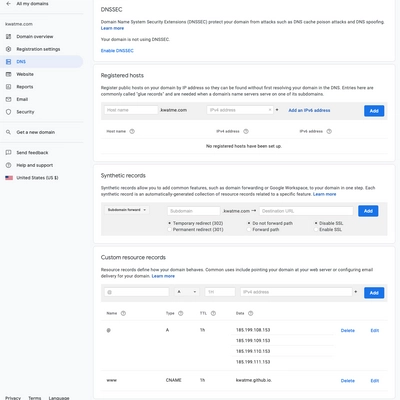 All my domains
kwatme.com
Domain overview
Registration settings
DNS
Website
Reports
Email
Security
Get a new domain
Send feedback
Help and support
United States (US $)
Privacy Terms Language
DNSSEC
Domain Name System Security Extensions (DNSSEC) protect your domain from attacks such as DNS cache poison attacks and DNS spoofing.
Learn more
Your domain is not using DNSSEC.
Enable DNSSEC
Registered hosts
Register public hosts on your domain by IP address so they can be found without first resolving your domain in the DNS. Entries here are
commonly called "glue records" and are needed when a domain's name servers serve on one of its subdomains. Learn more
Host name .kwatme.com IPv4 address + Add an IPv6 address Add
Host name IPv4 address IPv6 address
No registered hosts have been set up.
Synthetic records
Synthetic records allow you to add common features, such as domain forwarding or Google Workspace, to your domain in one step. Each
synthetic record is an automatically-generated collection of resource records related to a specific feature. Learn more
Subdomain forward Subdomain .kwatme.com → Destination URL Add
Temporary redirect (302) Do not forward path Disable SSL
Permanent redirect (301) Forward path Enable SSL
Custom resource records
Resource records define how your domain behaves. Common uses include pointing your domain at your web server or configuring email
delivery for your domain. Learn more
@ A 1H IPv4 address + Add
Name Type TTL Data
@ A 1h 185.199.108.153 Delete Edit
185.199.109.153
185.199.110.153
185.199.111.153
www CNAME 1h kwatme.github.io. Delete Edit